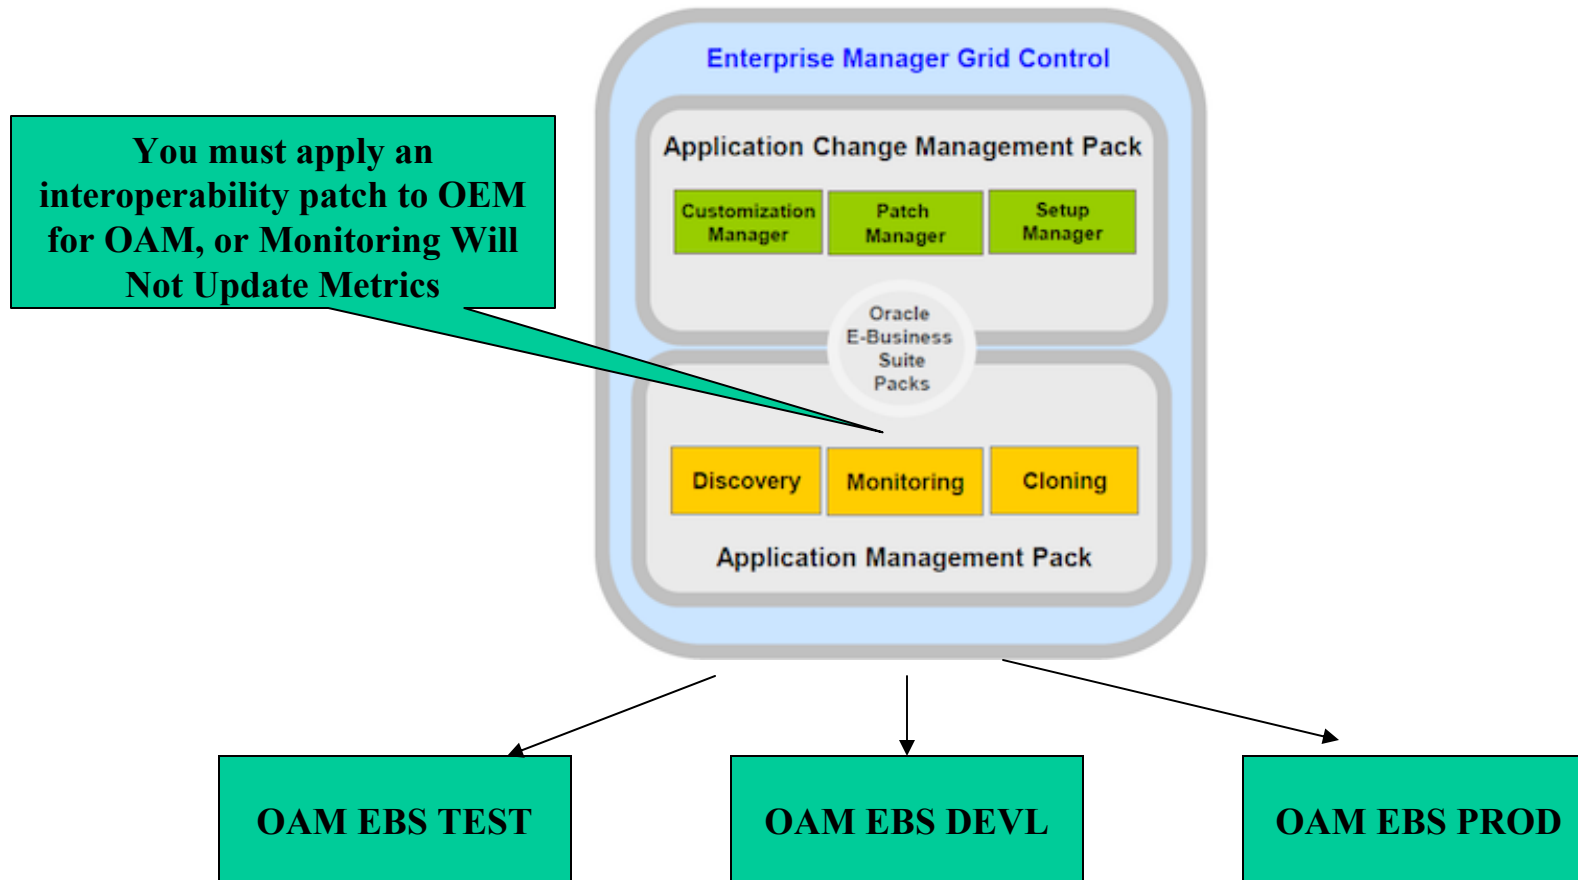 Enterprise Manager Grid Control
You must apply an
interoperability patch to OEM
for OAM, or Monitoring Will
Not Update Metrics
Application Change Management Pack
Customization
Manager
Patch
Manager
Setup
Manager
Oracle
E-Business
Suite
Packs
Discovery
Monitoring
Cloning
Application Management Pack
OAM EBS TEST
OAM EBS DEVL
OAM EBS PROD